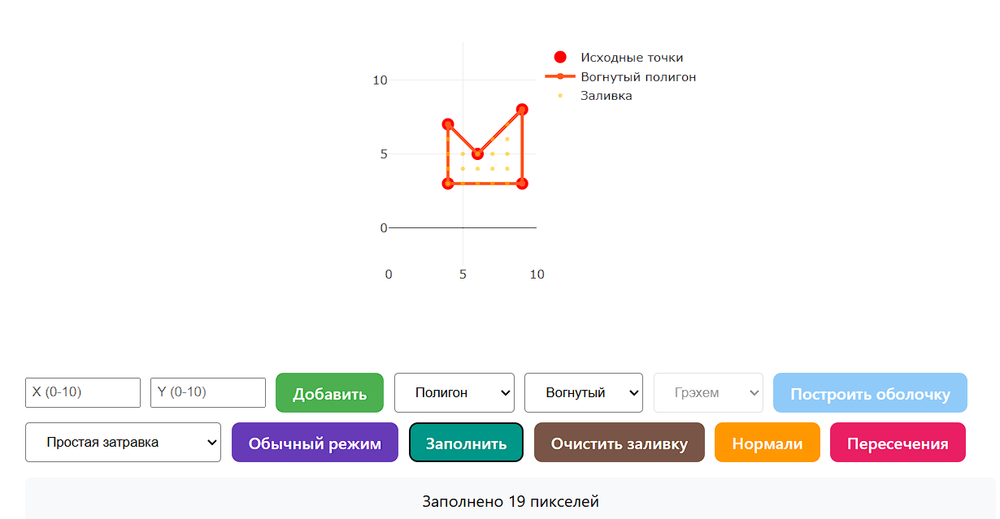 Исходные точки
Вогнутый полигон
Заливка
10
5
0
0 5 10
X (0-10) Y (0-10) Добавить Полигон Вогнутый Грэхем Построить оболочку
Простая затравка Обычный режим Заполнить Очистить заливку Нормали Пересечения
Заполнено 19 пикселей